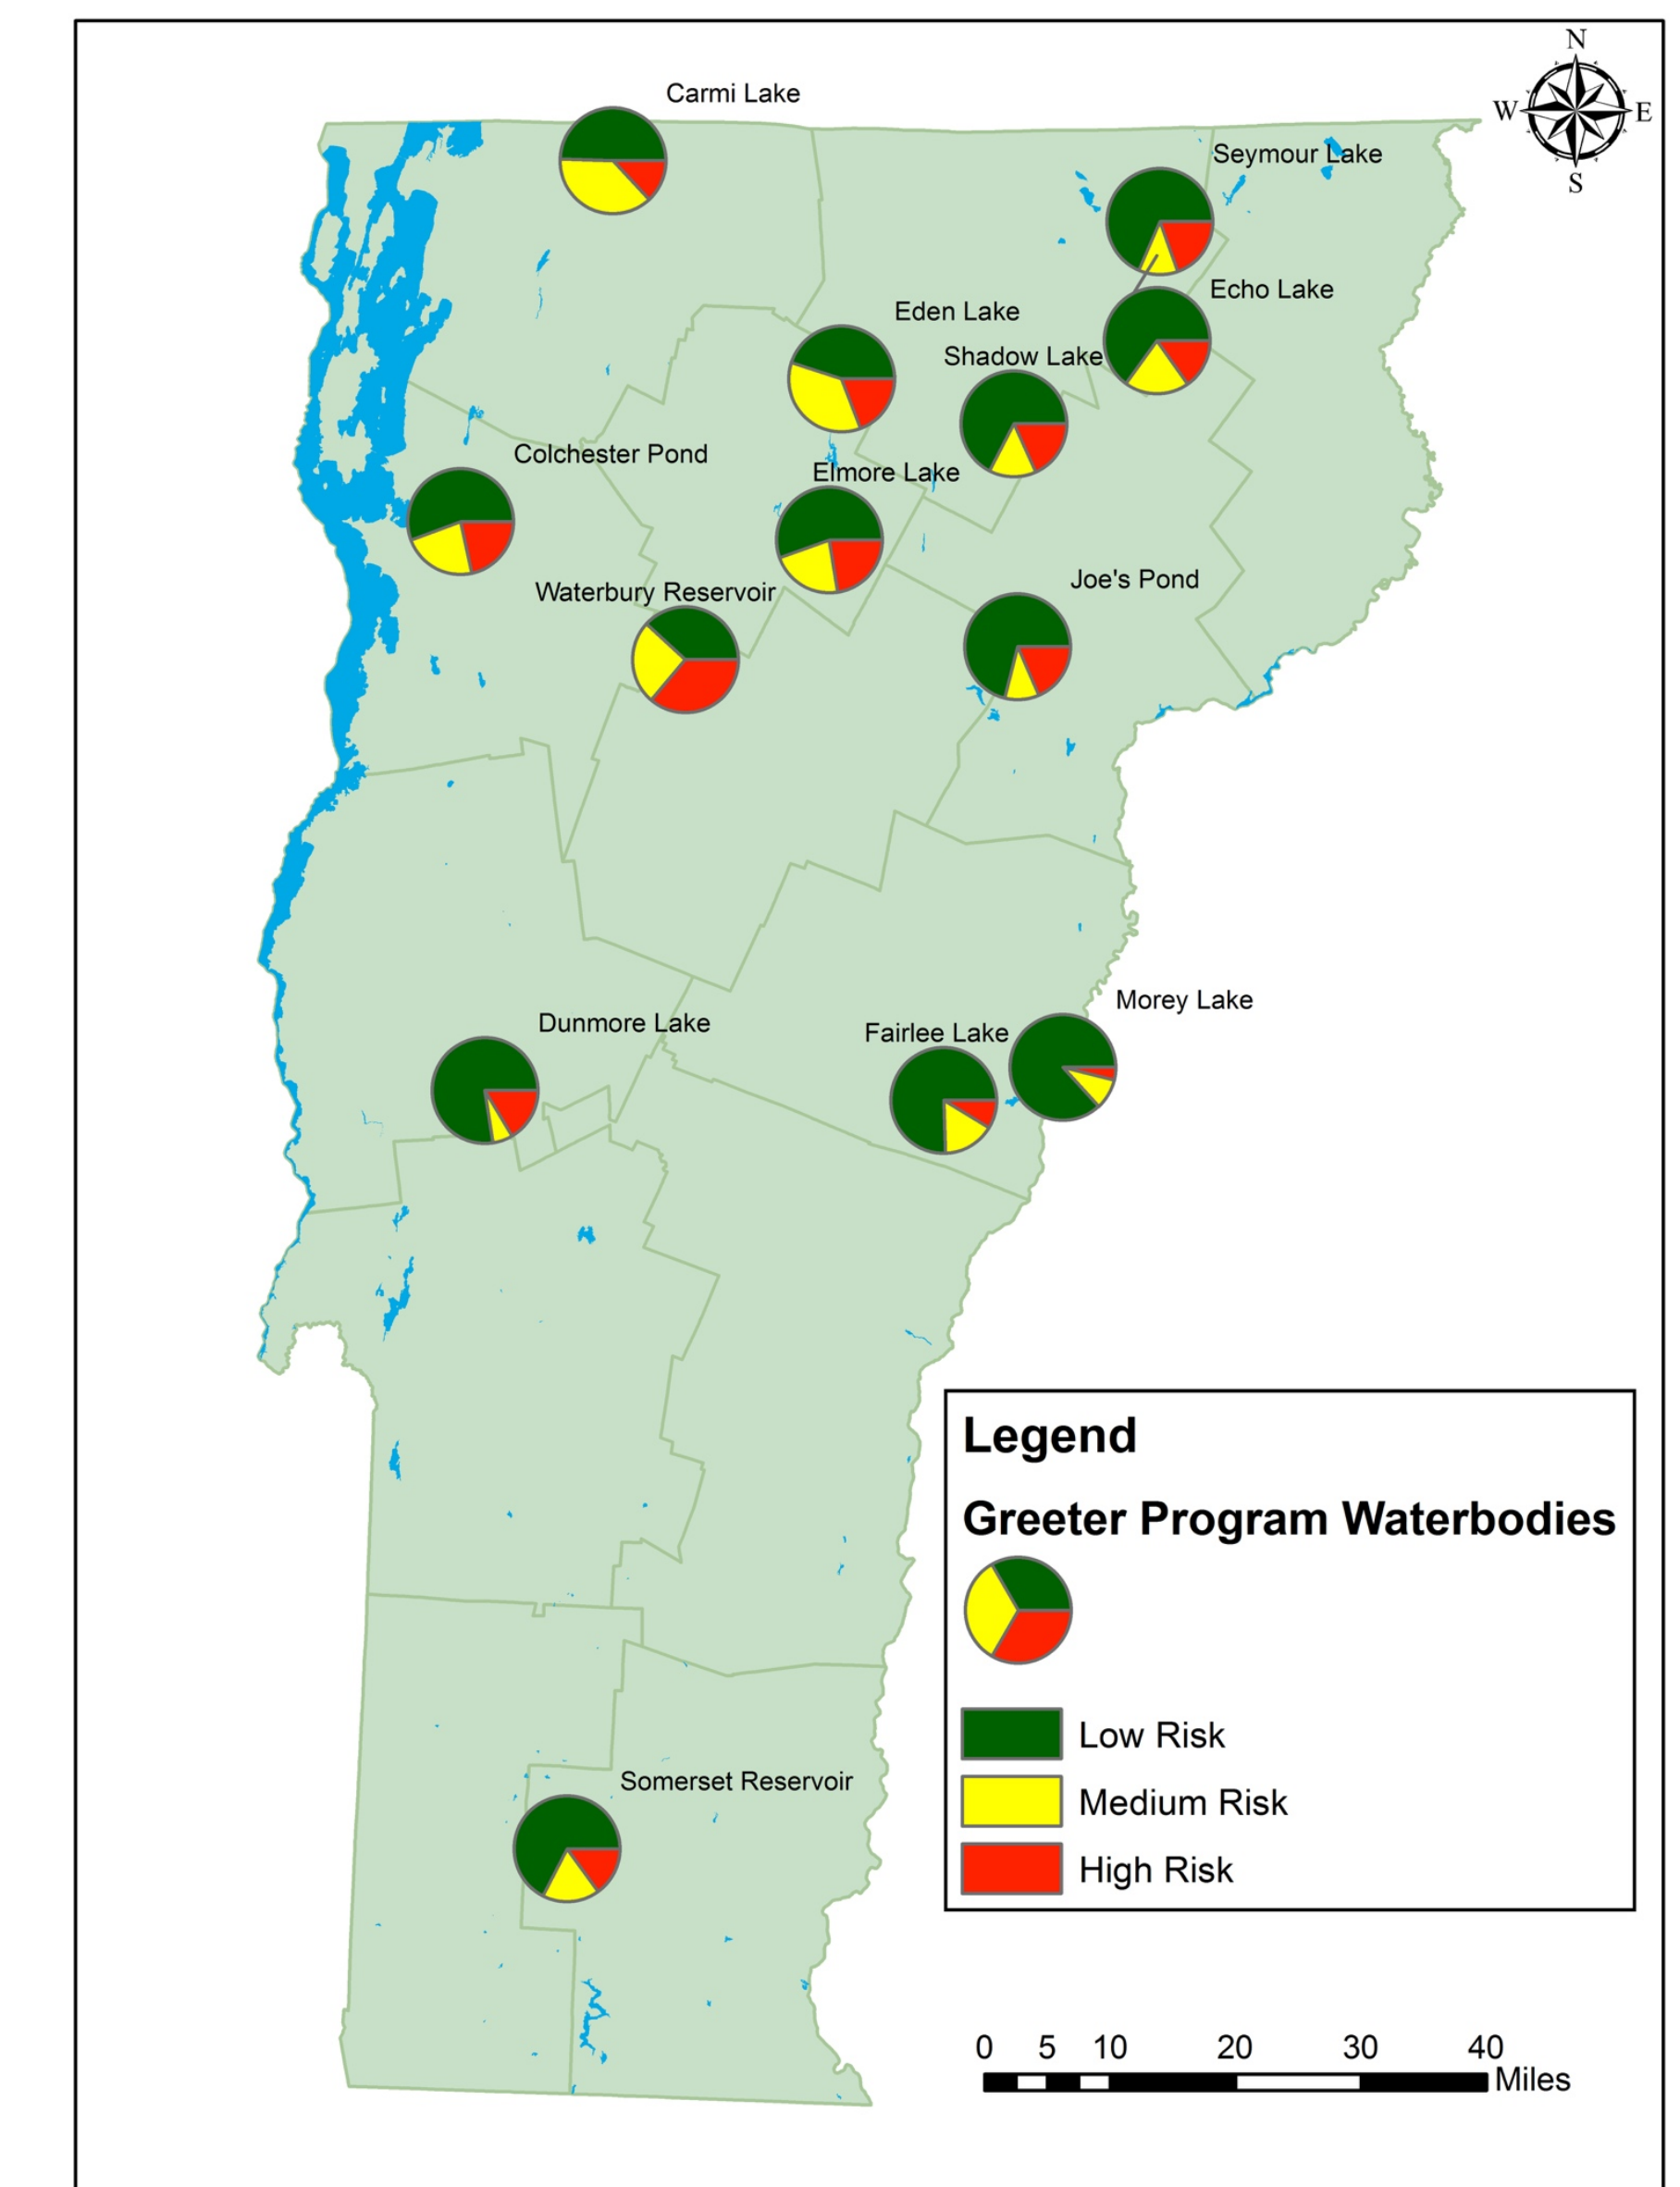 N
Carmi Lake
W
E
Seymour Lake
S
Echo Lake
Eden Lake
Shadow Lake
Colchester Pond
Elmore Lake
Joe's Pond
Waterbury Reservoir
Morey Lake
Dunmore Lake
Fairlee Lake
Legend
Greeter Program Waterbodies
Low Risk
Somerset Reservoir
Medium Risk
High Risk
0 5 10 20 30 40
Miles